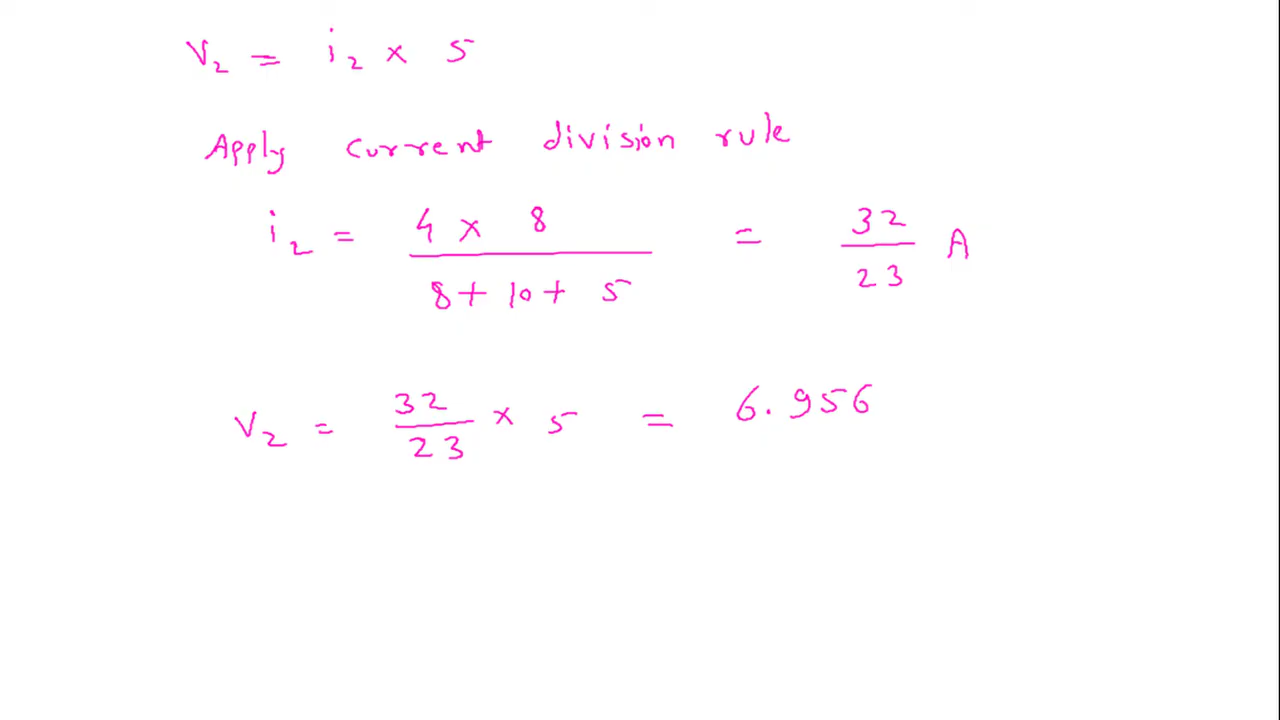 V₂ = i₂ × 5
Apply current division rule
i₂ = (4 × 8)/(8 + 10 + 5) = 32/23 A
V₂ = 32/23 × 5 = 6.956